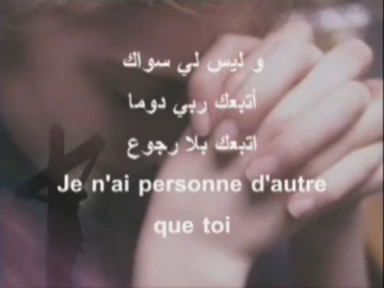 و ليس لي سواك
أتبعك ربي دوما
اتبعك بلا رجوع
Je n'ai personne d'autre
que toi